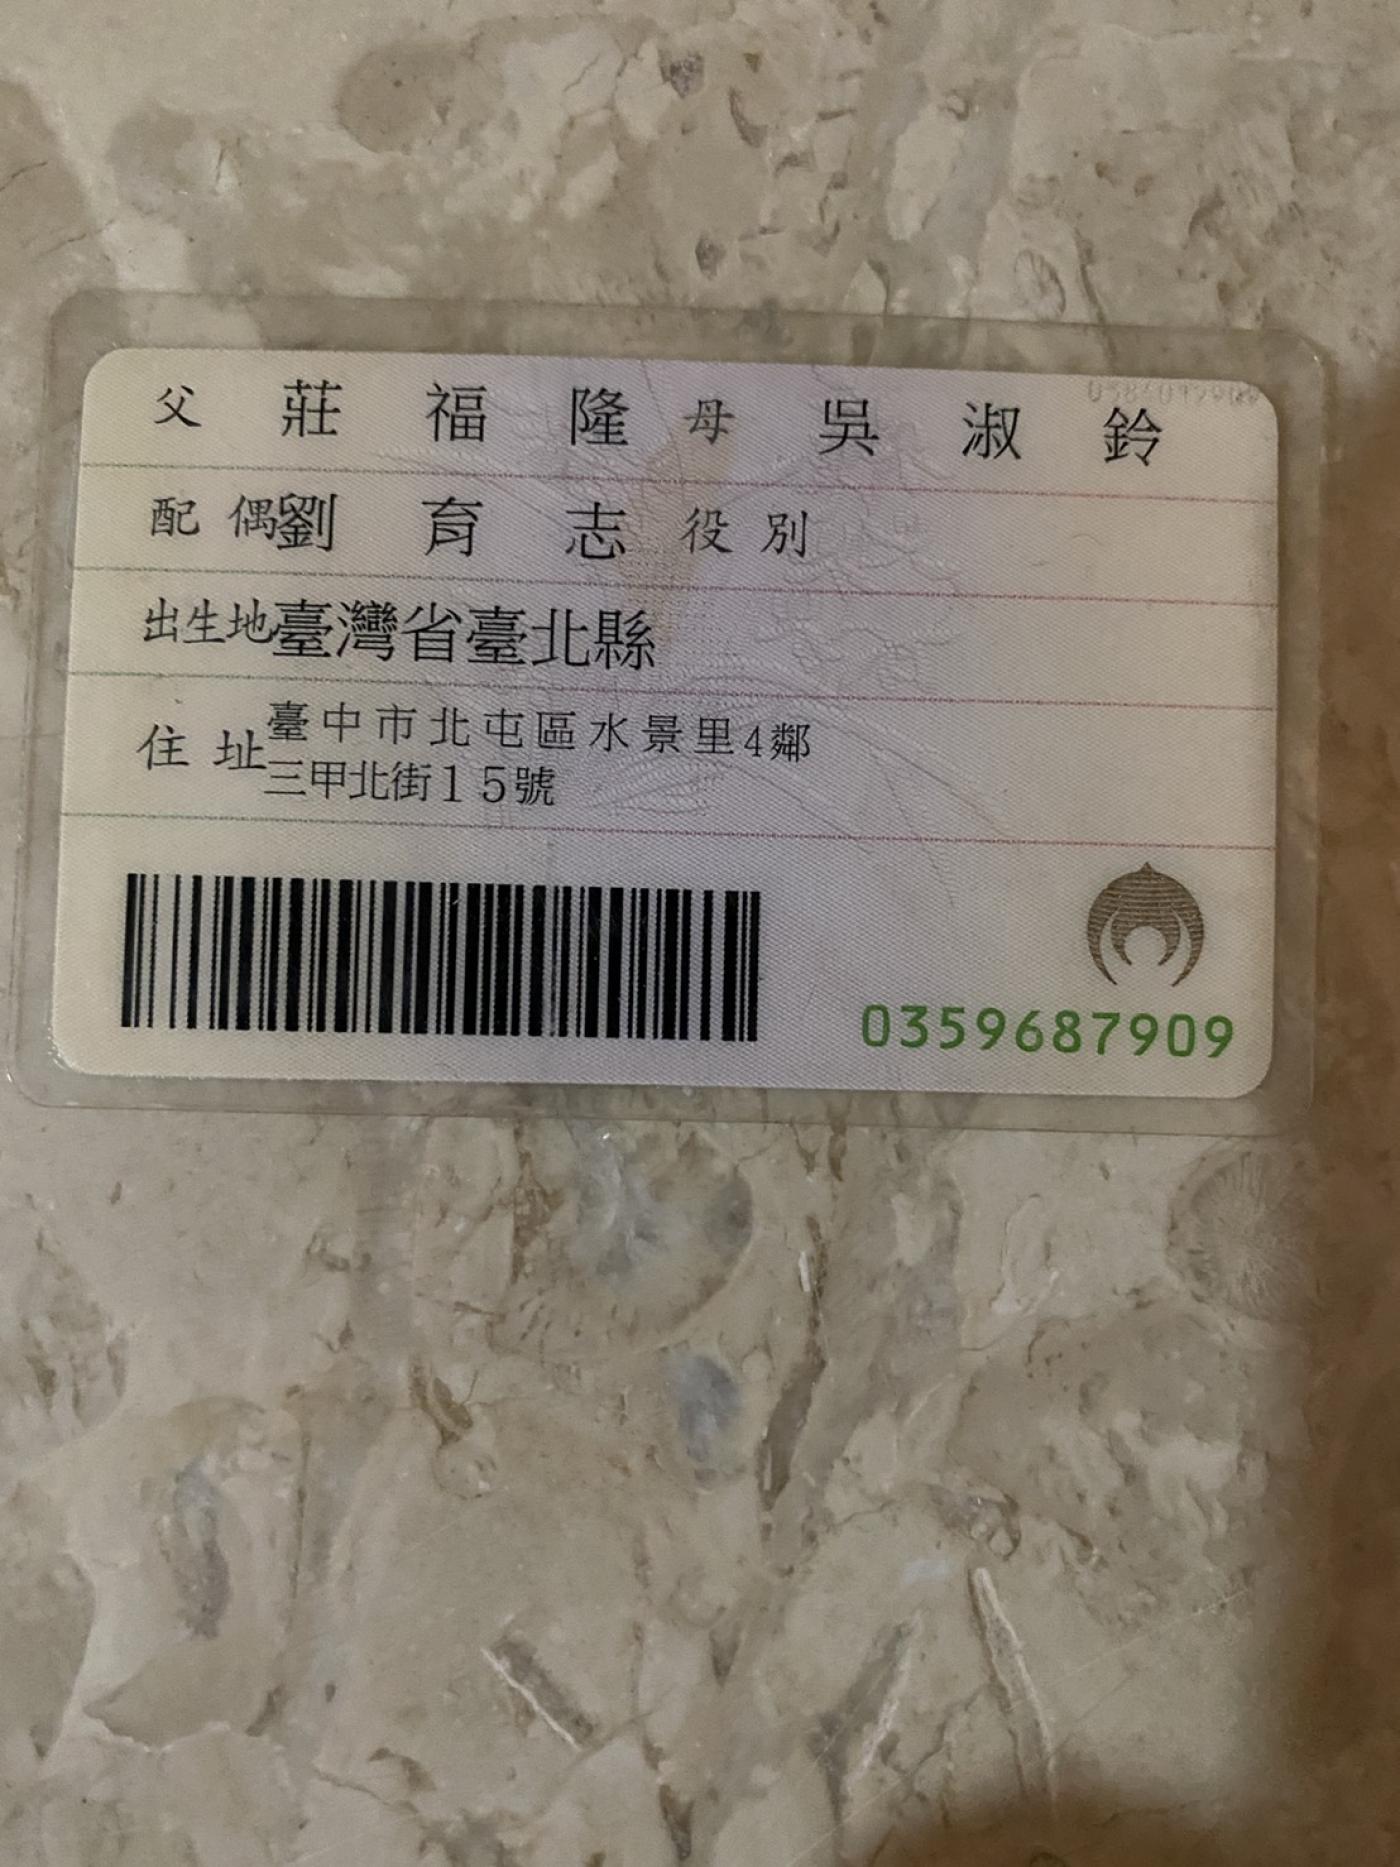 父 莊福隆 母 吳淑鈴
配偶 劉育志 役別
出生地 臺灣省臺北縣
住址 臺中市北屯區水景里4鄰
三甲北街15號
0359687909